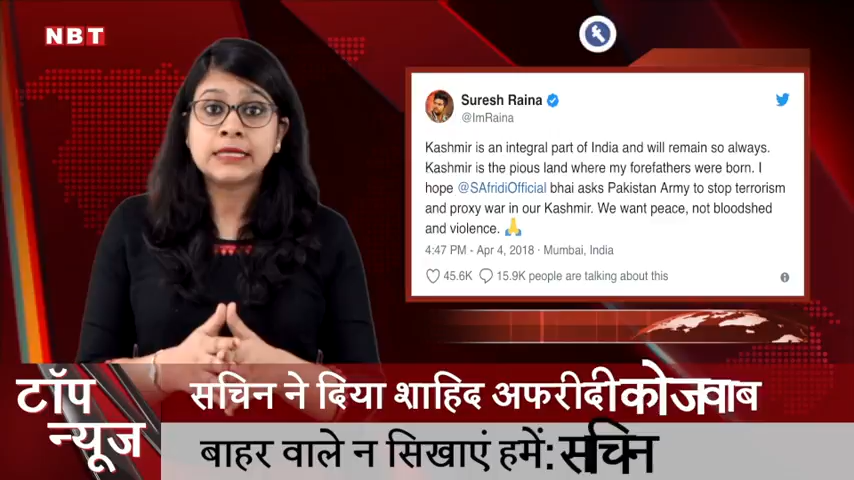 NBT
Suresh Raina
@ImRaina
Kashmir is an integral part of India and will remain so always.
Kashmir is the pious land where my forefathers were born. I
hope @SAfridiOfficial bhai asks Pakistan Army to stop terrorism
and proxy war in our Kashmir. We want peace, not bloodshed
and violence. 🙏
4:47 PM - Apr 4, 2018 · Mumbai, India
45.6K 15.9K people are talking about this
टॉप
न्यूज
सचिन ने दिया शाहिद अफरीदी को जवाब
बाहर वाले न सिखाएं हमें: सचिन